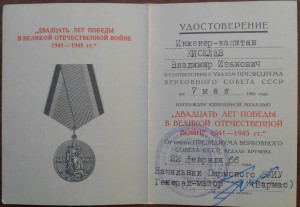 „ДВАДЦАТЬ ЛЕТ ПОБЕДЫ
В ВЕЛИКОЙ ОТЕЧЕСТВЕННОЙ ВОЙНЕ
1941—1945 гг.“
УДОСТОВЕРЕНИЕ
Инженер-капитан
КИСЕЛЕВ
Владимир Иванович
В СООТВЕТСТВИИ С УКАЗОМ ПРЕЗИДИУМА
ВЕРХОВНОГО СОВЕТА СССР
от 7 мая 1965 года
НАГРАЖДЕН ЮБИЛЕЙНОЙ МЕДАЛЬЮ
„ДВАДЦАТЬ ЛЕТ ПОБЕДЫ
В ВЕЛИКОЙ ОТЕЧЕСТВЕННОЙ
ВОЙНЕ 1941—1945 гг.“
От имени ПРЕЗИДИУМА ВЕРХОВНОГО
СОВЕТА СССР МЕДАЛЬ ВРУЧЕНА
22 февраля 66 г.
Начальник Пермского
Генерал-майор (Вармас)